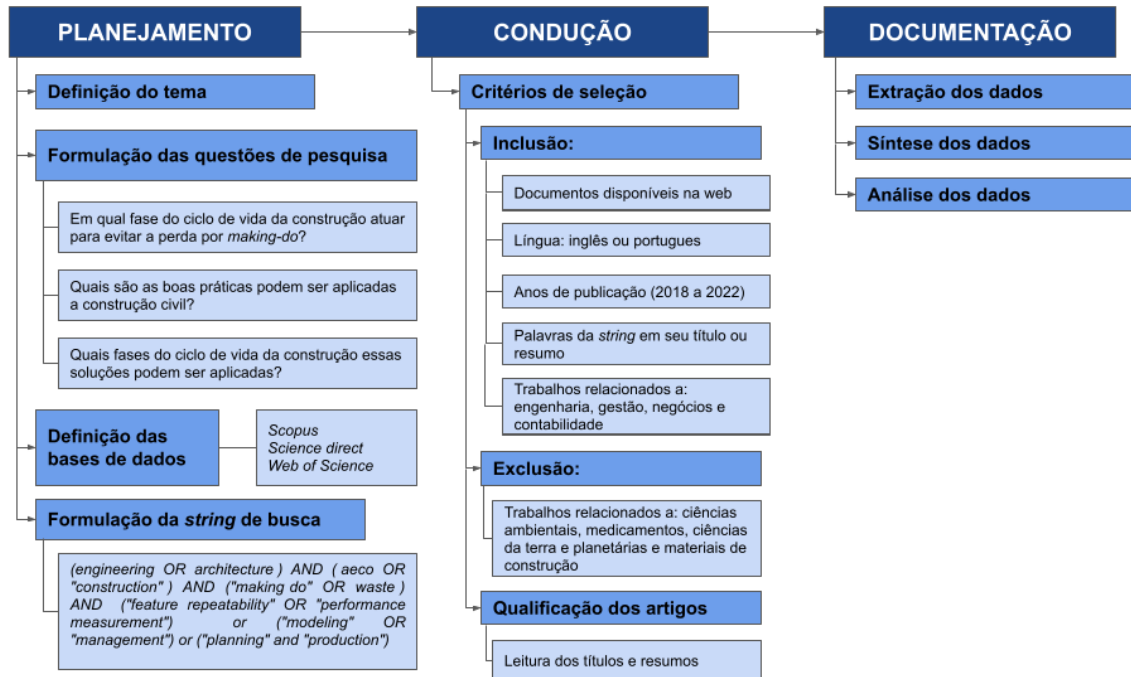 PLANEJAMENTO
Definição do tema
Formulação das questões de pesquisa
Em qual fase do ciclo de vida da construção atuar
para evitar a perda por making-do?
Quais são as boas práticas podem ser aplicadas
a construção civil?
Quais fases do ciclo de vida da construção essas
soluções podem ser aplicadas?
Definição das
bases de dados
Scopus
Science direct
Web of Science
Formulação da string de busca
(engineering OR architecture ) AND ( aeco OR
"construction" ) AND ("making do" OR waste )
AND ("feature repeatability" OR "performance
measurement") or ("modeling" OR
"management") or ("planning" and "production")
CONDUÇÃO
Critérios de seleção
Inclusão:
Documentos disponíveis na web
Língua: inglês ou portugues
Anos de publicação (2018 a 2022)
Palavras da string em seu título ou
resumo
Trabalhos relacionados a:
engenharia, gestão, negócios e
contabilidade
Exclusão:
Trabalhos relacionados a: ciências
ambientais, medicamentos, ciências
da terra e planetárias e materiais de
construção
Qualificação dos artigos
Leitura dos títulos e resumos
DOCUMENTAÇÃO
Extração dos dados
Síntese dos dados
Análise dos dados